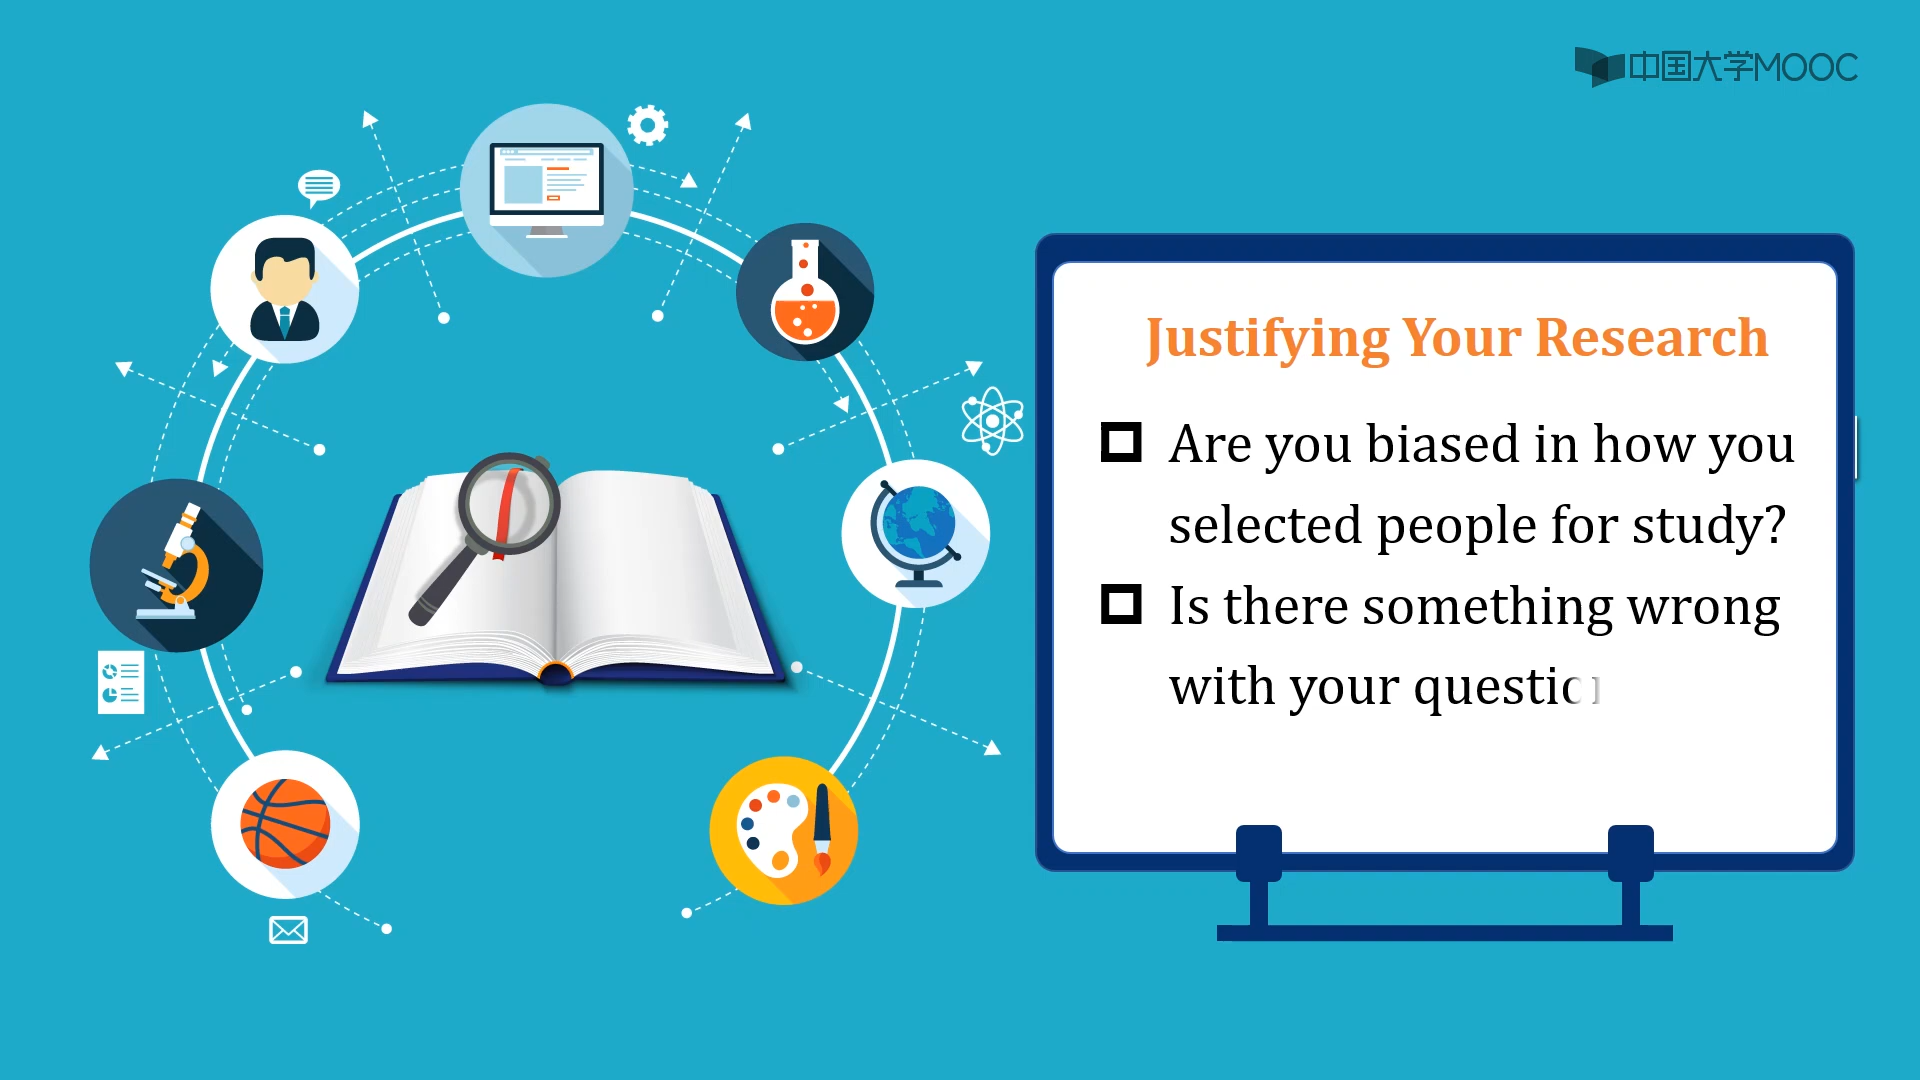 中国大学MOOC
Justifying Your Research
Are you biased in how you
selected people for study?
Is there something wrong
with your